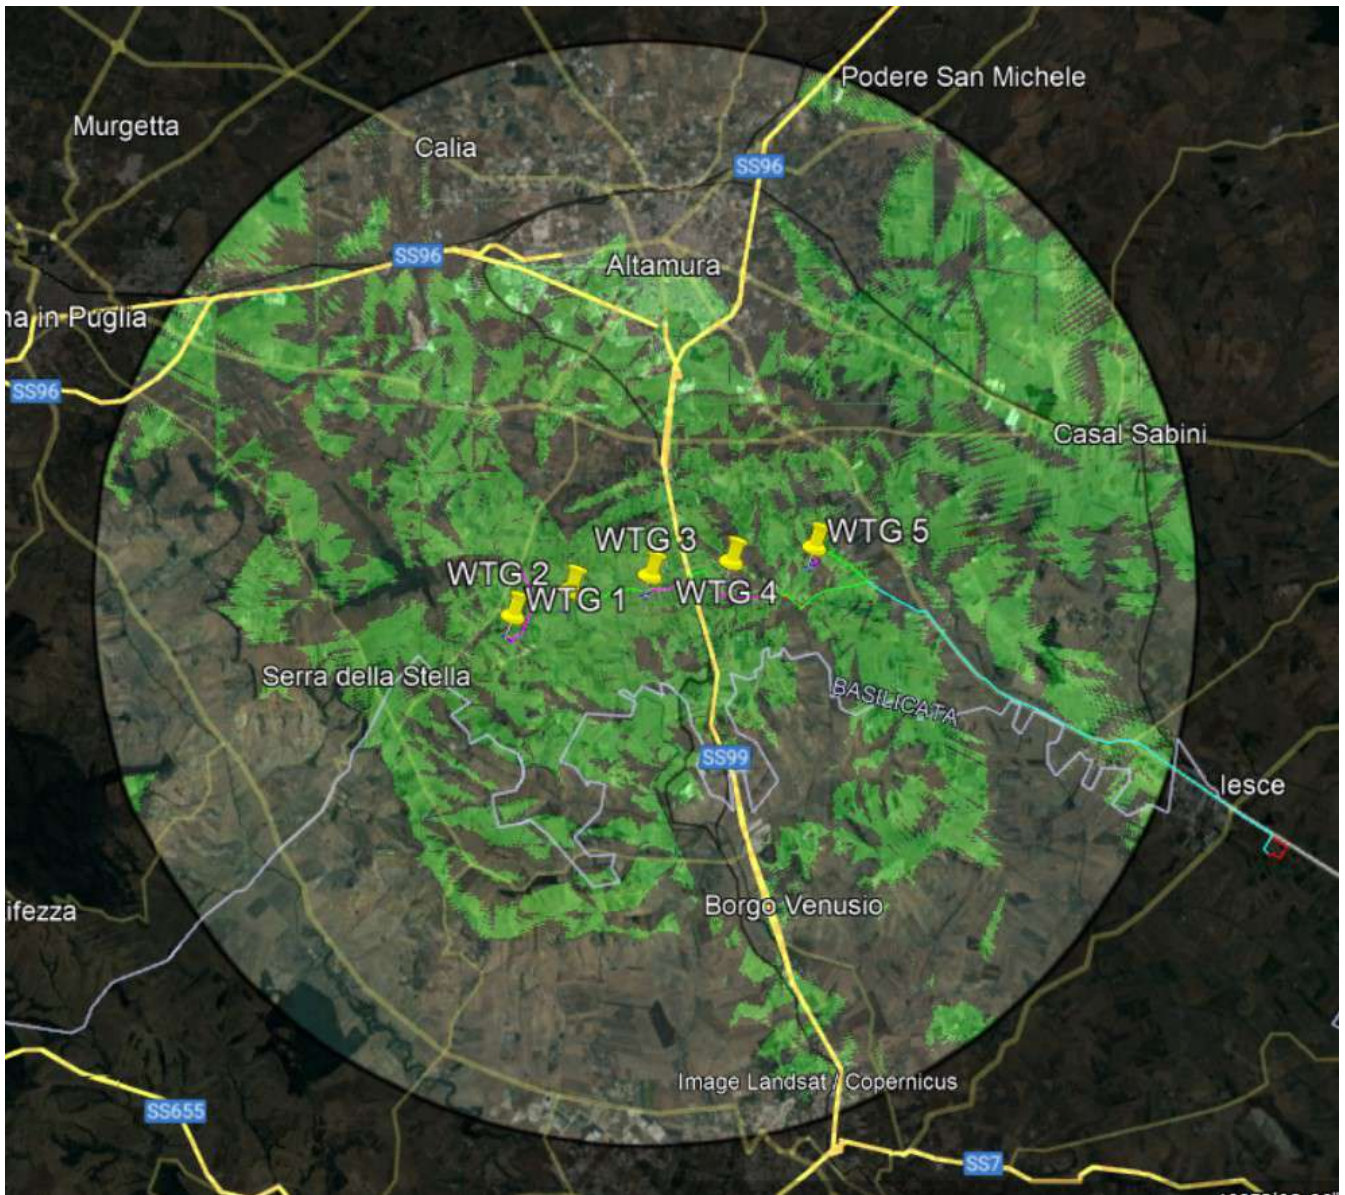 Podere San Michele
Murgetta
Calia
SS96
SS96
Altamura
na in Puglia
SS96
Casal Sabini
WTG 5
WTG 3
WTG 2
WTG 1
WTG 4
Serra della Stella
BASILICATA
SS99
Iesce
Borgo Venusio
ifezza
Image Landsat / Copernicus
SS655
SS7